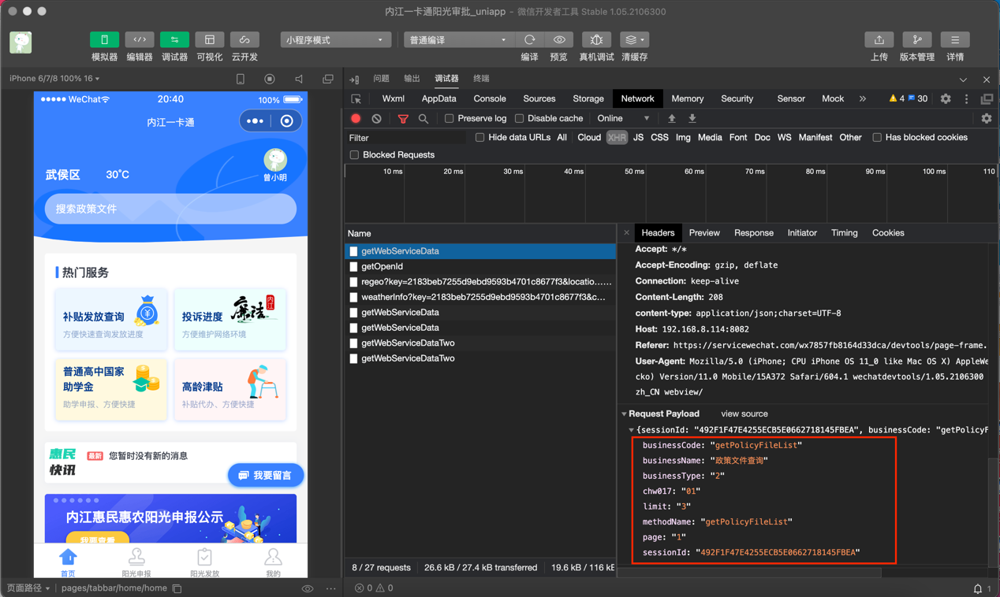 内江一卡通阳光审批_uniapp – 微信开发者工具 Stable 1.05.2106300
模拟器 编辑器 调试器 可视化 云开发
小程序模式 普通编译
编译 预览 真机调试 清缓存
上传 版本管理 详情
iPhone 6/7/8 100% 16
WeChat 20:40 100%
内江一卡通
武侯区 30℃
曾小明
搜索政策文件
热门服务
补贴发放查询
方便快速查询发放进度
投诉进度
方便维护网络环境
廉洁
内江
普通高中国家
助学金
助学申报、方便快捷
高龄津贴
补贴代办、方便快捷
惠民
快讯
最新 您暂时没有新的消息
我要留言
内江惠民惠农阳光申报公示
我要查看
首页 阳光申报 阳光发放 我的
页面路径 pages/tabbar/home/home
问题 输出 调试器 终端
Wxml AppData Console Sources Storage Network Memory Security Sensor Mock » 4 30
Preserve log Disable cache Online
Filter Hide data URLs All Cloud XHR JS CSS Img Media Font Doc WS Manifest Other Has blocked cookies
Blocked Requests
10 ms 20 ms 30 ms 40 ms 50 ms 60 ms 70 ms 80 ms 90 ms 100 ms 110
Name
getWebServiceData
getOpenId
regeo?key=2183beb7255d9ebd9593b4701c8677f3&locatio......
weatherInfo?key=2183beb7255d9ebd9593b4701c8677f3&c...
getWebServiceData
getWebServiceData
getWebServiceDataTwo
getWebServiceDataTwo
8 / 27 requests 26.6 kB / 27.4 kB transferred 19.6 kB / 116 kB
Headers Preview Response Initiator Timing Cookies
Accept: */*
Accept-Encoding: gzip, deflate
Connection: keep-alive
Content-Length: 208
content-type: application/json;charset=UTF-8
Host: 192.168.8.114:8082
Referer: https://servicewechat.com/wx7857fb8164d33dca/devtools/page-frame.
User-Agent: Mozilla/5.0 (iPhone; CPU iPhone OS 11_0 like Mac OS X) AppleWe
cko) Version/11.0 Mobile/15A372 Safari/604.1 wechatdevtools/1.05.2106300
zh_CN webview/
Request Payload view source
{sessionId: "492F1F47E4255ECB5E0662718145FBEA", businessCode: "getPolicyF
businessCode: "getPolicyFileList"
businessName: "政策文件查询"
businessType: "2"
chw017: "01"
limit: "3"
methodName: "getPolicyFileList"
page: "1"
sessionId: "492F1F47E4255ECB5E0662718145FBEA"
0 0
1